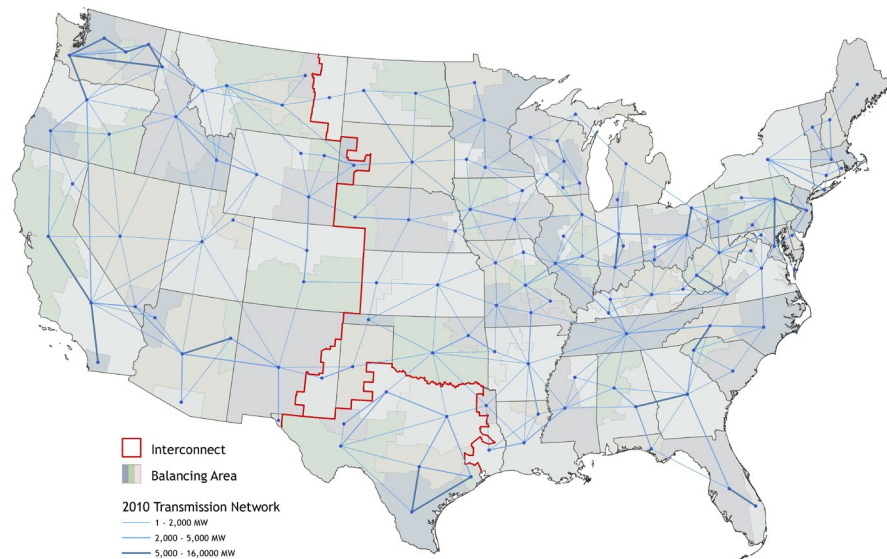 Interconnect
Balancing Area
2010 Transmission Network
1 - 2,000 MW
2,000 - 5,000 MW
5,000 - 16,0000 MW